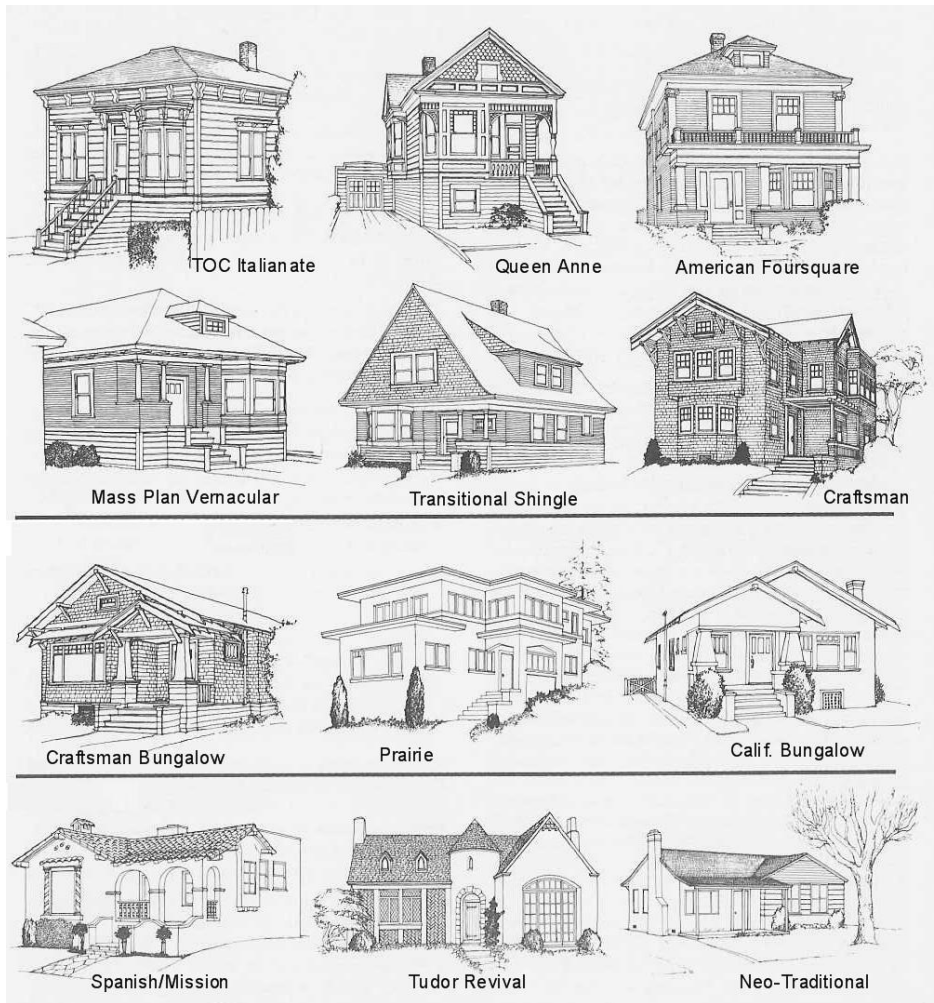 TOC Italianate
Queen Anne
American Foursquare
Mass Plan Vernacular
Transitional Shingle
Craftsman
Craftsman Bungalow
Prairie
Calif. Bungalow
Spanish/Mission
Tudor Revival
Neo-Traditional